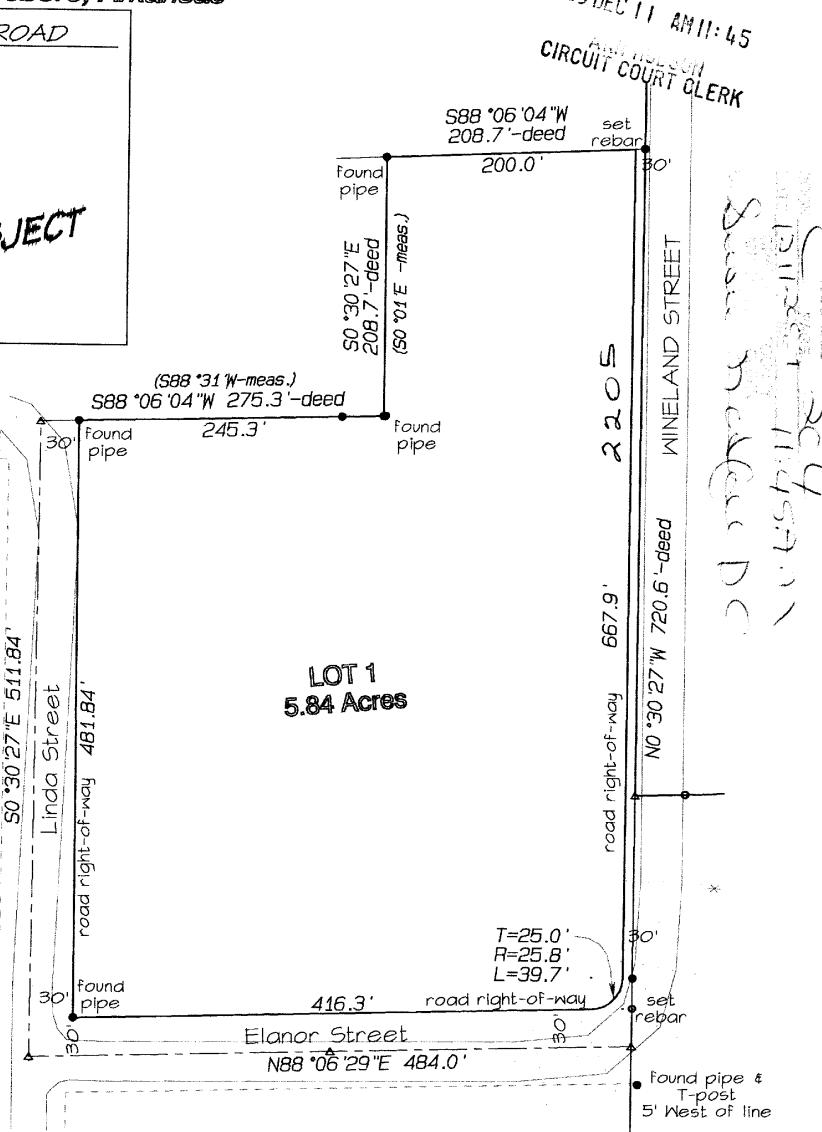 ROAD
DEC 11 AM 11:45
CIRCUIT COURT CLERK
S88°06'04"W
208.7'-deed
set
rebar
200.0'
30'
found
pipe
S0°30'27"E
208.7'-deed
(S0°01'E -meas.)
(S88°31'W-meas.)
S88°06'04"W 275.3'-deed
245.3'
30'
found
pipe
found
pipe
2205
WINELAND STREET
667.9'
road right-of-way
N0°30'27"W 720.6'-deed
LOT 1
5.84 Acres
S0°30'27"E 511.84'
Linda Street
road right-of-way 481.84'
T=25.0'
R=25.8'
L=39.7'
30'
30'
found
pipe
416.3'
road right-of-way
set
rebar
30'
Elanor Street
30'
N88°06'29"E 484.0'
found pipe &
T-post
5' West of line